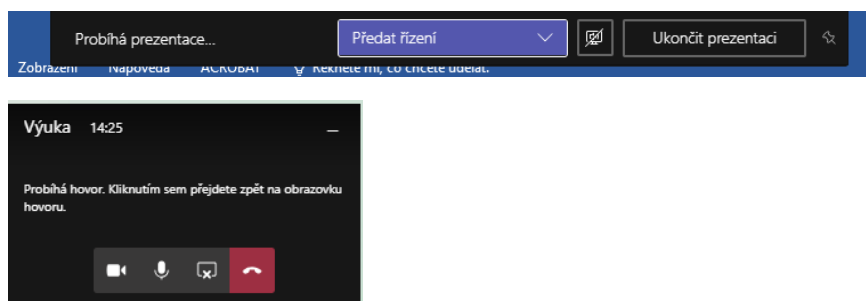 Probíhá prezentace...
Předat řízení
Ukončit prezentaci
Zobrazení Nápověda ACROBAT Řekněte mi, co chcete udělat.
Výuka 14:25
Probíhá hovor. Kliknutím sem přejdete zpět na obrazovku
hovoru.